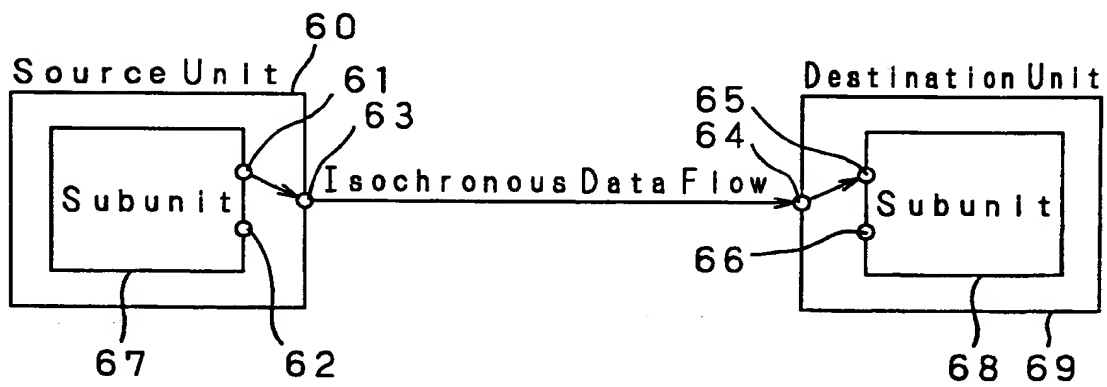 60
Source Unit
61
63
Destination Unit
65
64
Isochronous Data Flow
Subunit
Subunit
66
67
62
68
69